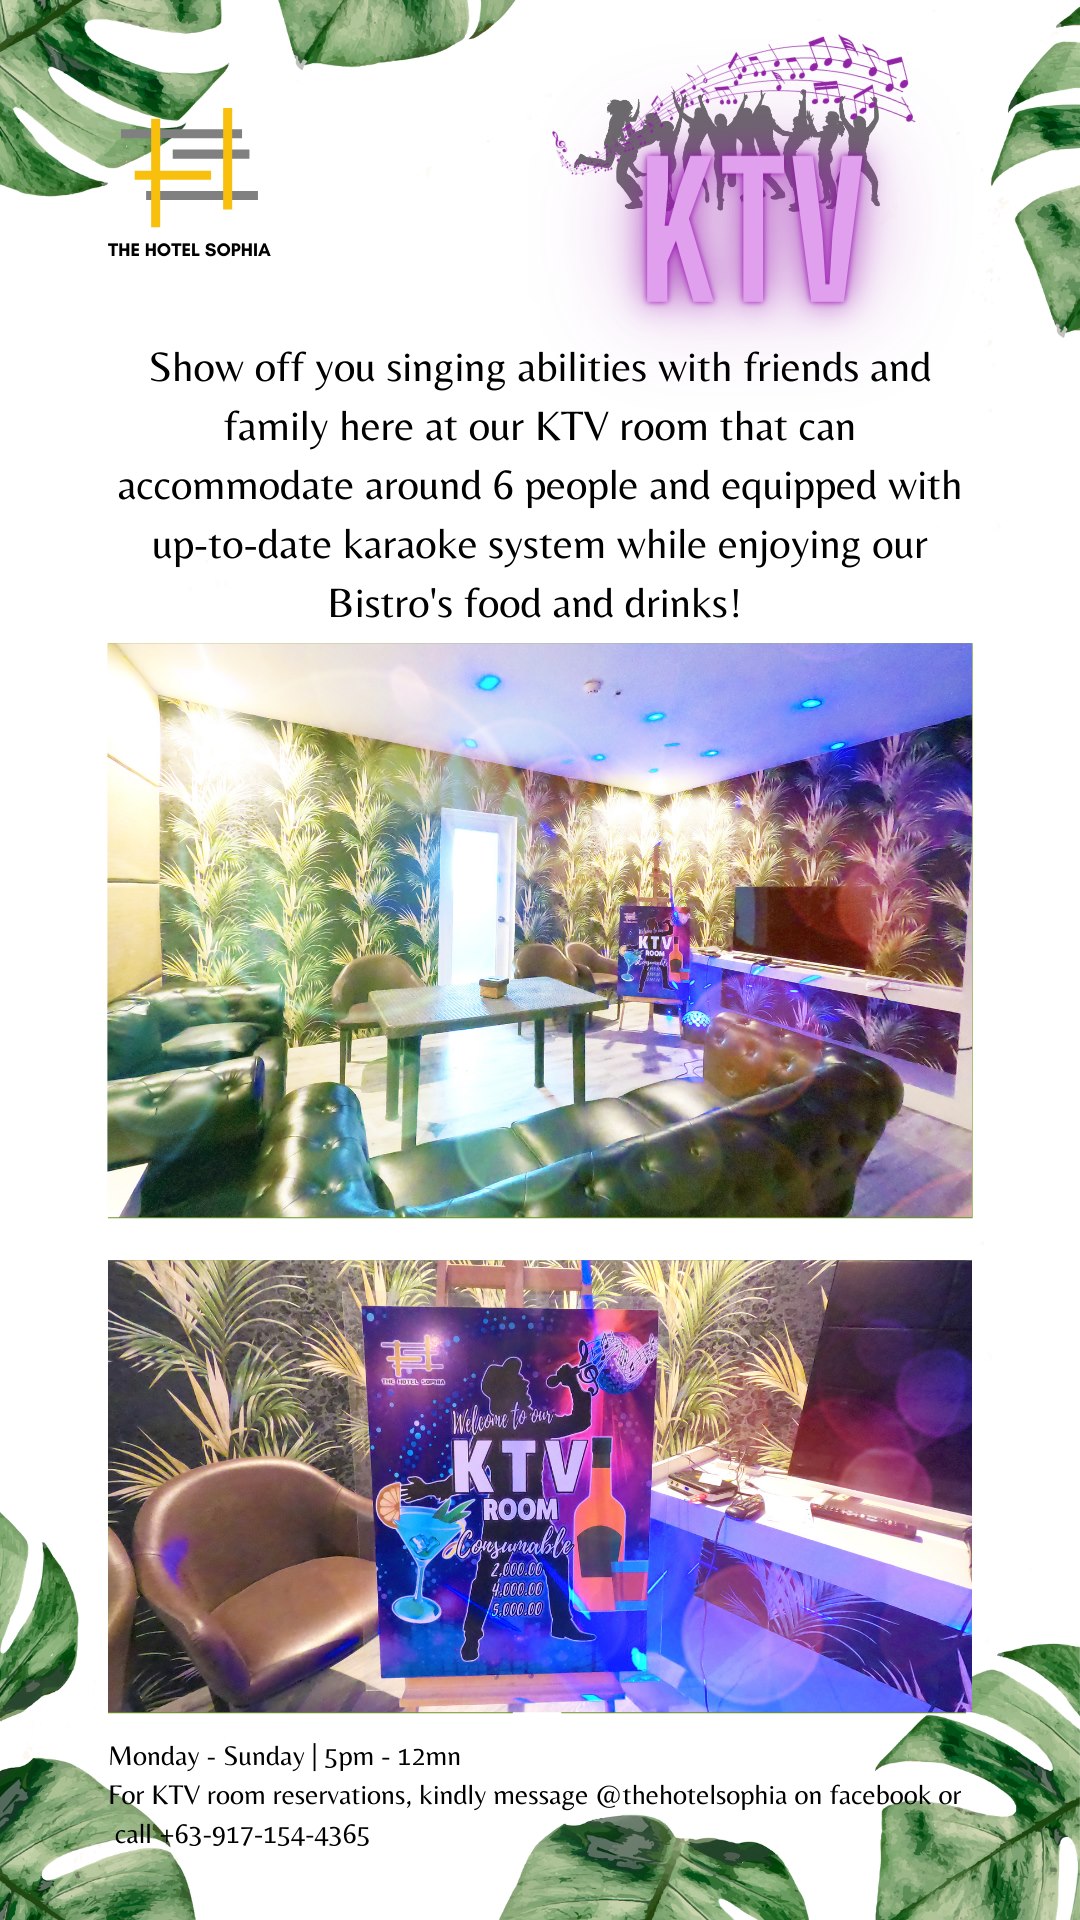 THE HOTEL SOPHIA
KTV
Show off you singing abilities with friends and
family here at our KTV room that can
accommodate around 6 people and equipped with
up-to-date karaoke system while enjoying our
Bistro's food and drinks!
KTV
ROOM
Consumable
THE HOTEL SOPHIA
Welcome to our
KTV
ROOM
Consumable
2,000.00
4,000.00
5,000.00
Monday - Sunday | 5pm - 12mn
For KTV room reservations, kindly message @thehotelsophia on facebook or
call +63-917-154-4365